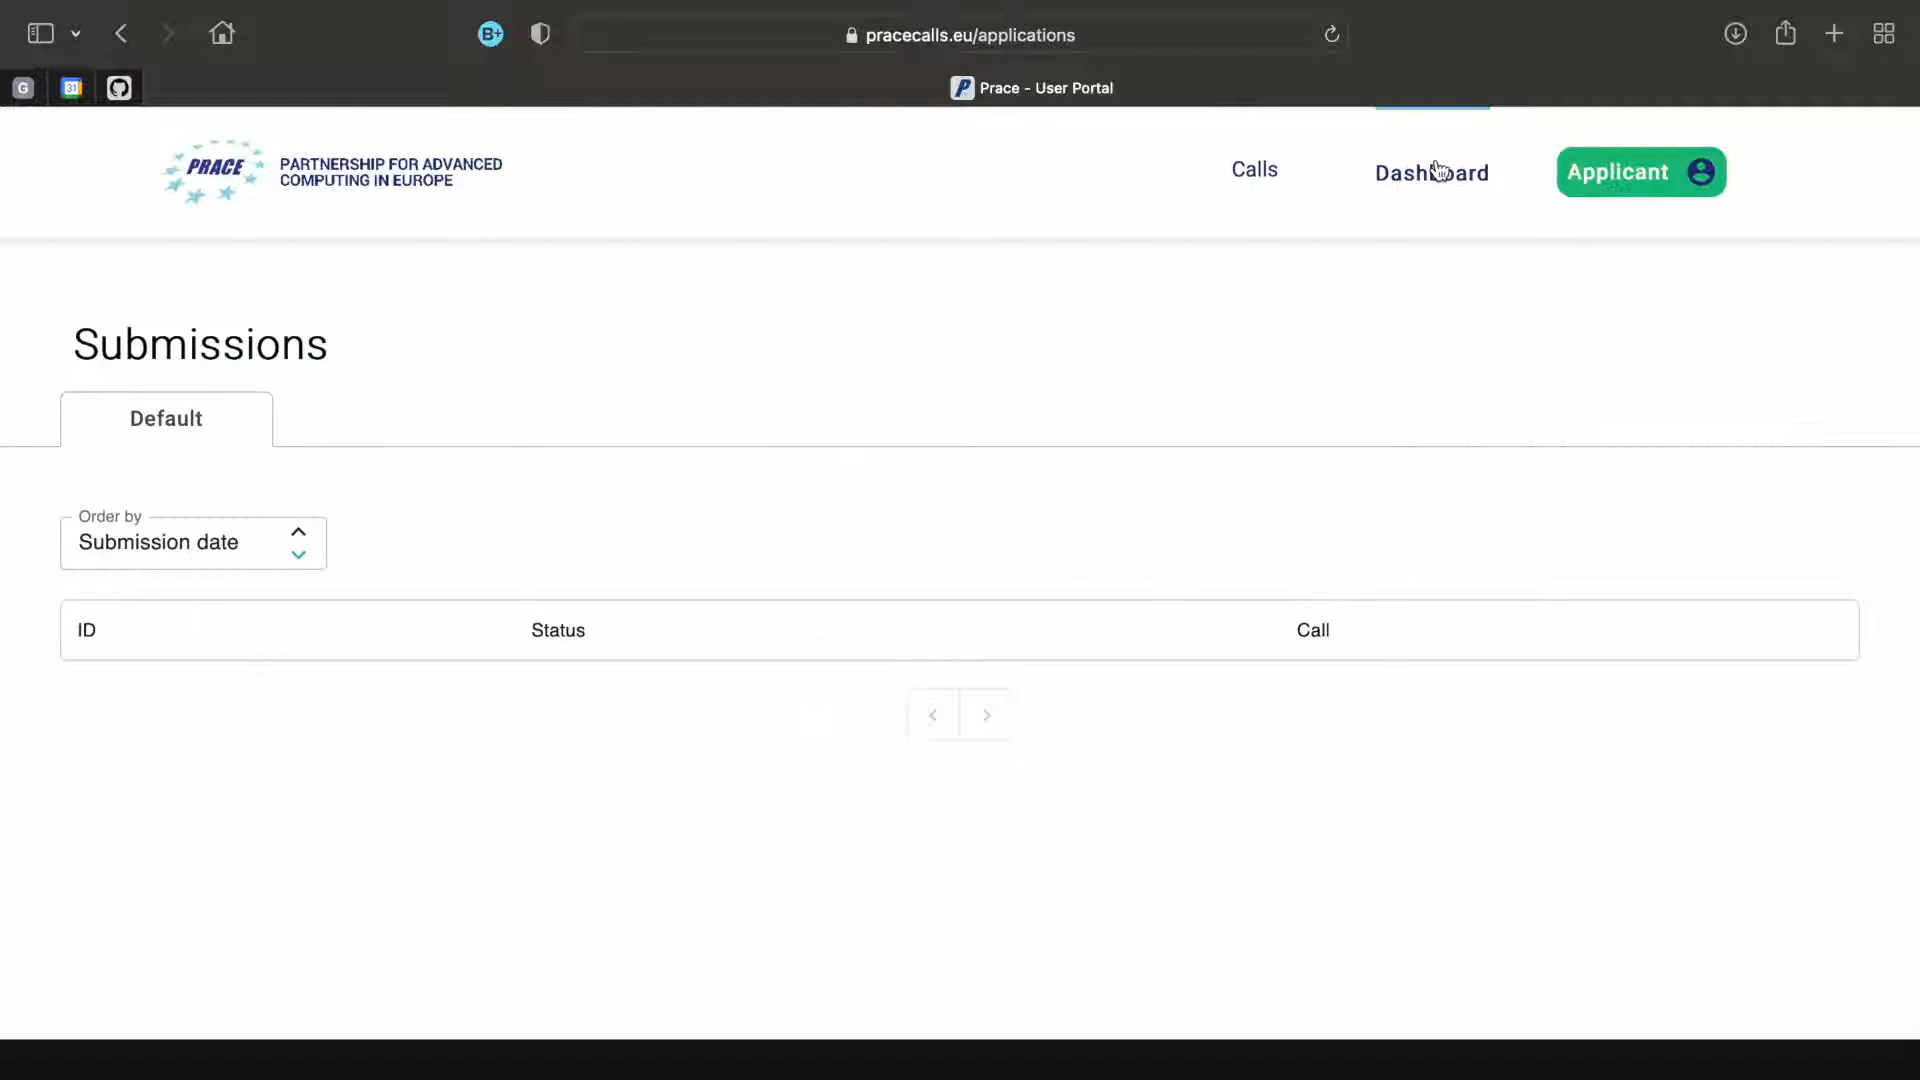 pracecalls.eu/applications
G
31
Prace - User Portal
B+
PRACE
PARTNERSHIP FOR ADVANCED
COMPUTING IN EUROPE
Calls
Dashboard
Applicant
Submissions
Default
Order by
Submission date
ID Status Call